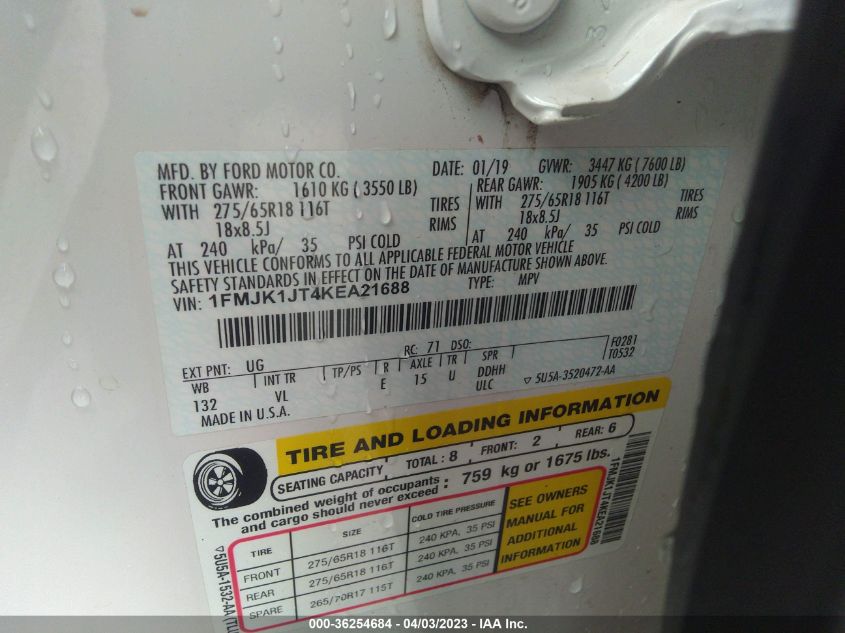 MFD. BY FORD MOTOR CO. DATE: 01/19 GVWR: 3447 KG ( 7600 LB)
FRONT GAWR: 1610 KG ( 3550 LB) REAR GAWR: 1905 KG ( 4200 LB)
WITH 275/65R18 116T TIRES WITH 275/65R18 116T TIRES
18x8.5J RIMS 18x8.5J RIMS
AT 240 kPa/ 35 PSI COLD AT 240 kPa/ 35 PSI COLD
THIS VEHICLE CONFORMS TO ALL APPLICABLE FEDERAL MOTOR VEHICLE
SAFETY STANDARDS IN EFFECT ON THE DATE OF MANUFACTURE SHOWN ABOVE.
VIN: 1FMJK1JT4KEA21688 TYPE: MPV
EXT PNT: UG RC: 71 DSO: F0281
WB INT TR TP/PS R AXLE TR SPR T0532
132 VL E 15 U DDHH
ULC ▽ 5U5A-3520472-AA
MADE IN U.S.A.
TIRE AND LOADING INFORMATION
SEATING CAPACITY TOTAL : 8 FRONT: 2 REAR: 6
The combined weight of occupants and cargo should never exceed : 759 kg or 1675 lbs.
TIRE SIZE COLD TIRE PRESSURE
FRONT 275/65R18 116T 240 KPA, 35 PSI
REAR 275/65R18 116T 240 KPA, 35 PSI
SPARE 265/70R17 115T 240 KPA, 35 PSI
SEE OWNERS
MANUAL FOR
ADDITIONAL
INFORMATION
1FMJK1JT4KEA21688
▽5U5A-1532-AA (TLU
000-36254684 - 04/03/2023 - IAA Inc.